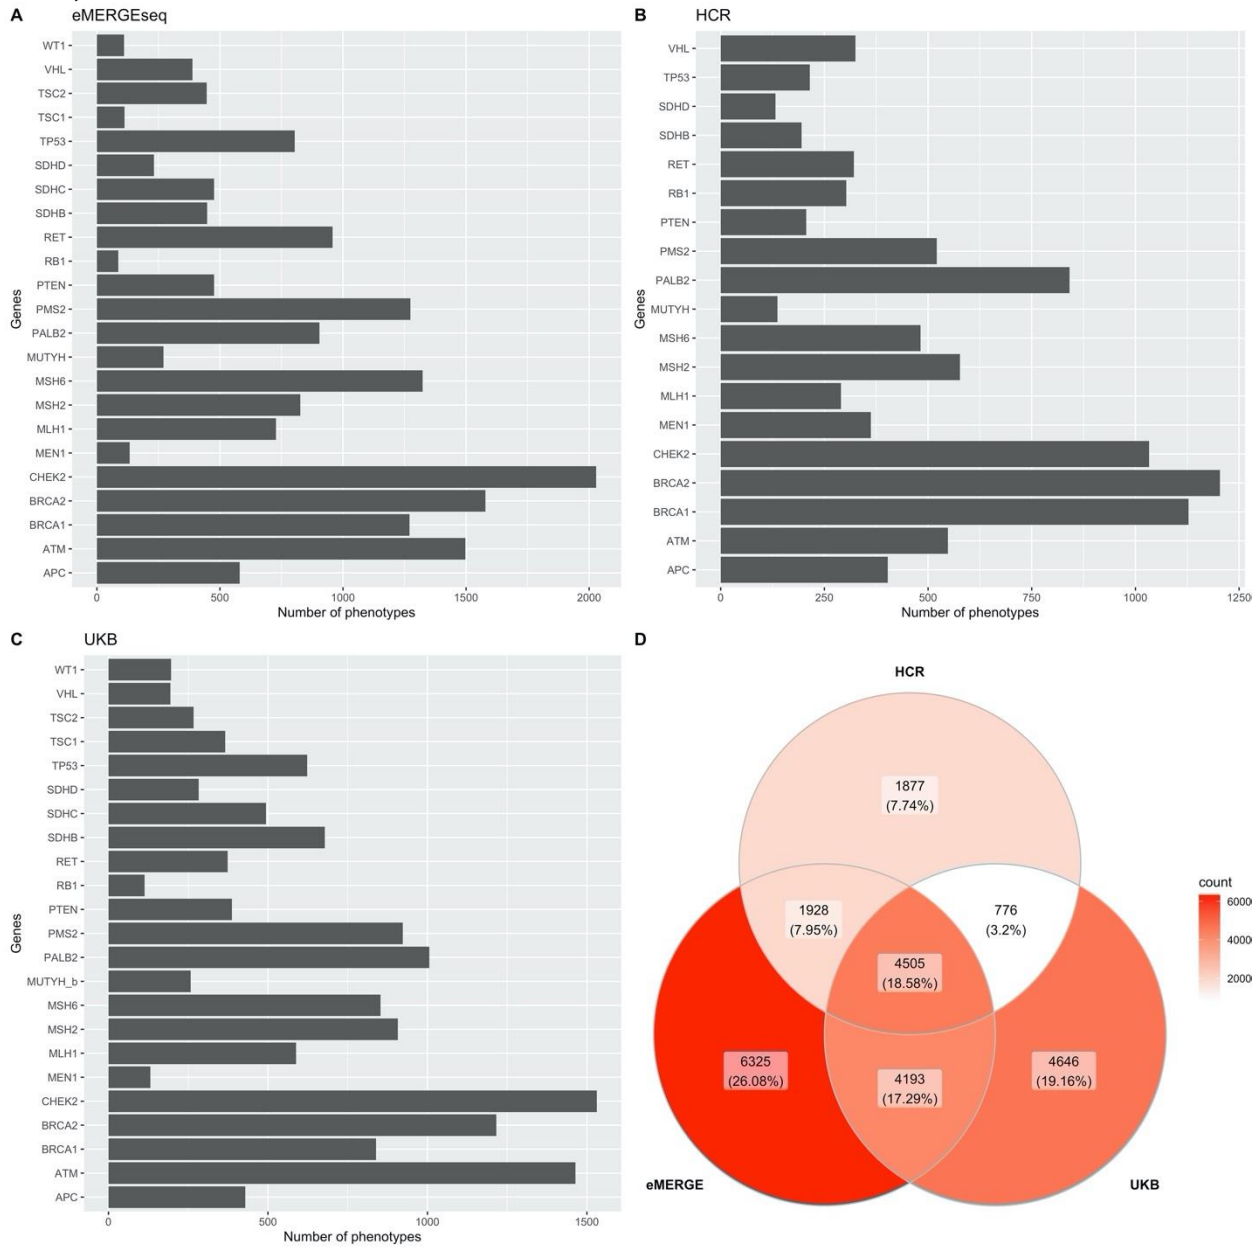 A
eMERGEseq
WT1
VHL
TSC2
TSC1
TP53
SDHD
SDHC
SDHB
RET
RB1
PTEN
PMS2
PALB2
MUTYH
MSH6
MSH2
MLH1
MEN1
CHEK2
BRCA2
BRCA1
ATM
APC
Genes
0 500 1000 1500 2000
Number of phenotypes
B
HCR
VHL
TP53
SDHD
SDHB
RET
RB1
PTEN
PMS2
PALB2
MUTYH
MSH6
MSH2
MLH1
MEN1
CHEK2
BRCA2
BRCA1
ATM
APC
Genes
0 250 500 750 1000 1250
Number of phenotypes
C
UKB
WT1
VHL
TSC2
TSC1
TP53
SDHD
SDHC
SDHB
RET
RB1
PTEN
PMS2
PALB2
MUTYH_b
MSH6
MSH2
MLH1
MEN1
CHEK2
BRCA2
BRCA1
ATM
APC
Genes
0 500 1000 1500
Number of phenotypes
D
HCR
1877
(7.74%)
1928
(7.95%)
776
(3.2%)
4505
(18.58%)
6325
(26.08%)
4193
(17.29%)
4646
(19.16%)
eMERGE
UKB
count
6000
4000
2000